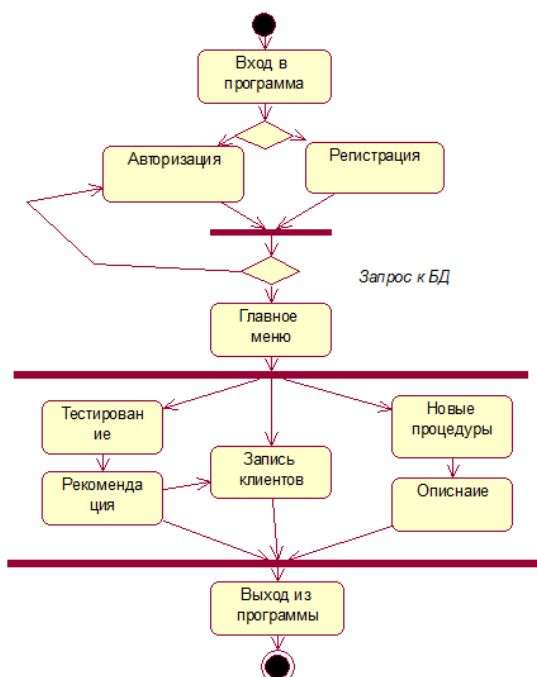 Вход в
программа
Авторизация
Регистрация
Запрос к БД
Главное
меню
Тестирован
ие
Новые
процедуры
Рекоменда
ция
Запись
клиентов
Описнаие
Выход из
программы